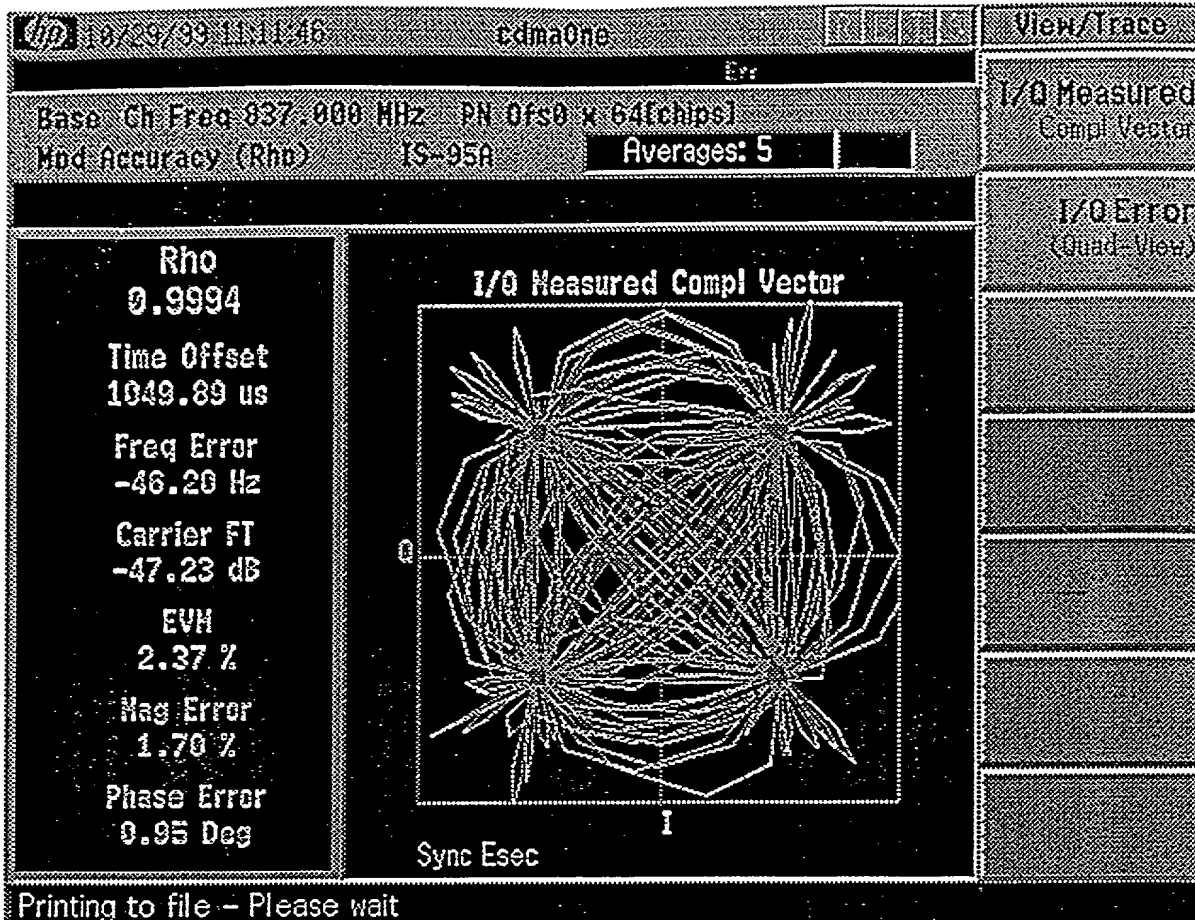 hp 10/29/99 11:11:46 cdmaOne
Err
Base Ch Freq 837.000 MHz PN Ofs0 x 64[chips]
Mod Accuracy (Rho) IS-95A Averages: 5
View/Trace
I/Q Measured
Compl Vector
I/Q Error
(Quad-View)
Rho
0.9994
Time Offset
1049.89 us
Freq Error
-46.20 Hz
Carrier FT
-47.23 dB
EVM
2.37 %
Mag Error
1.70 %
Phase Error
0.95 Deg
I/Q Measured Compl Vector
Q
I
Sync Esec
Printing to file – Please wait